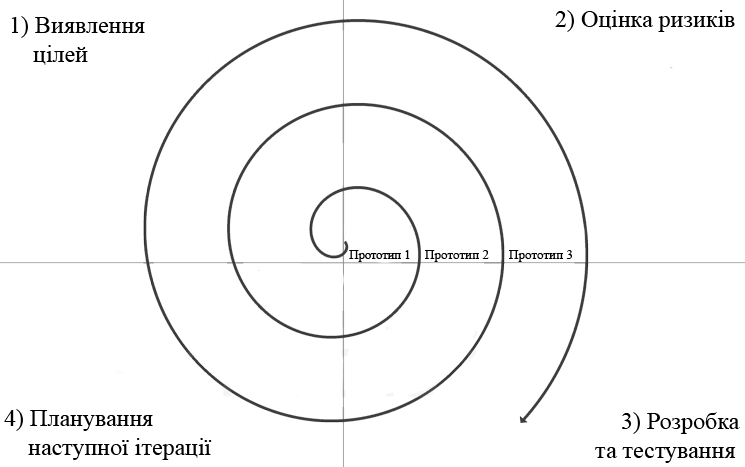 1) Виявлення
цілей
2) Оцінка ризиків
Прототип 1
Прототип 2
Прототип 3
4) Планування
наступної ітерації
3) Розробка
та тестування